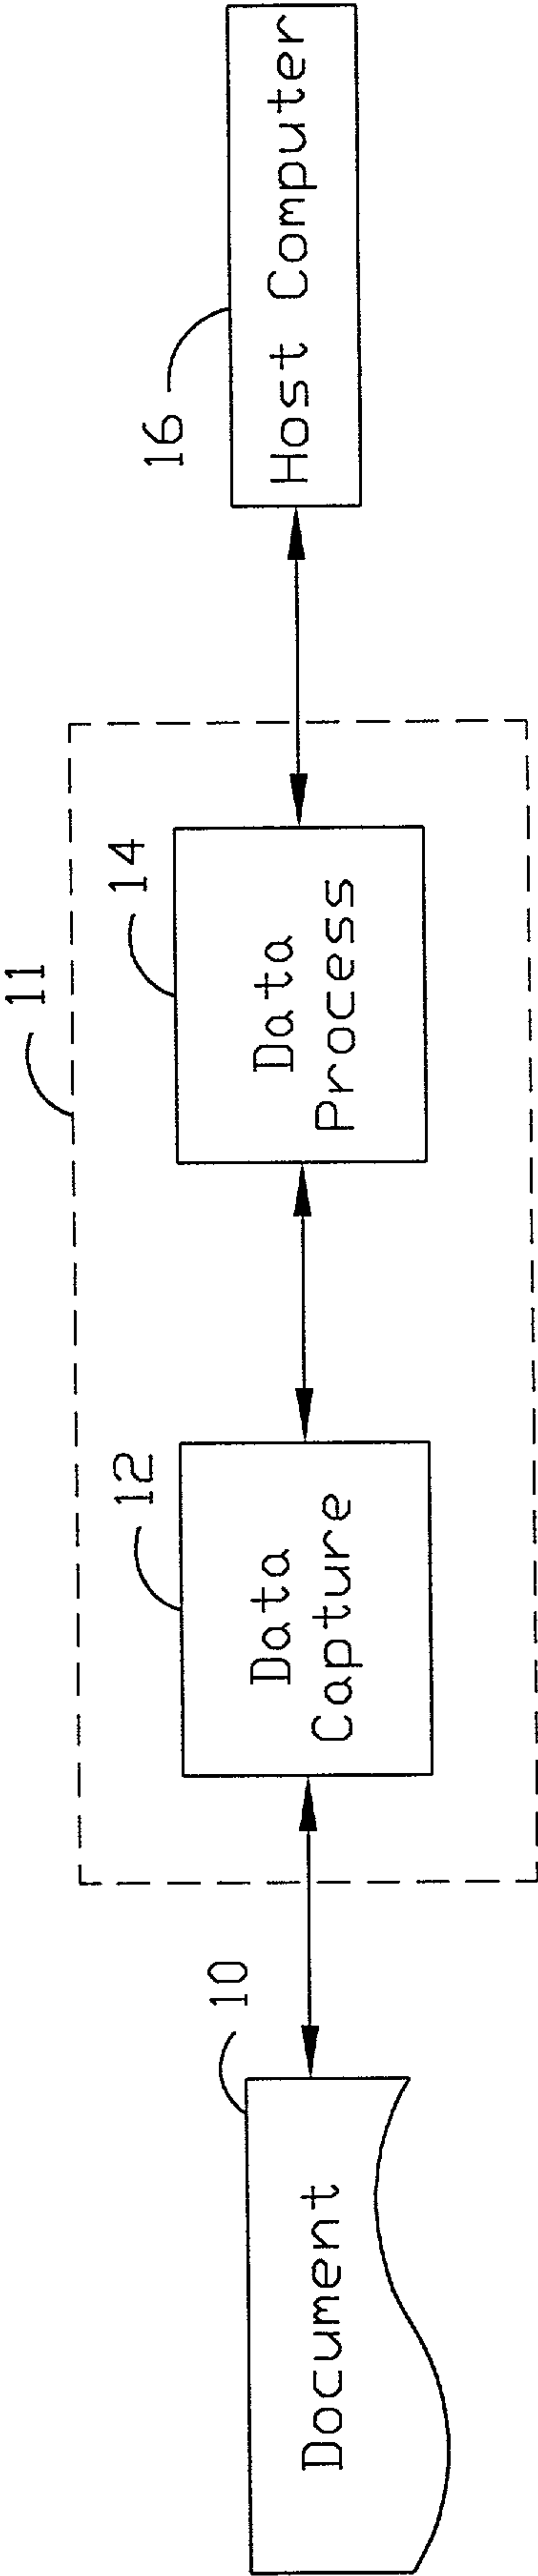 11
10
12
14
16
Document
Data
Capture
Data
Process
Host Computer